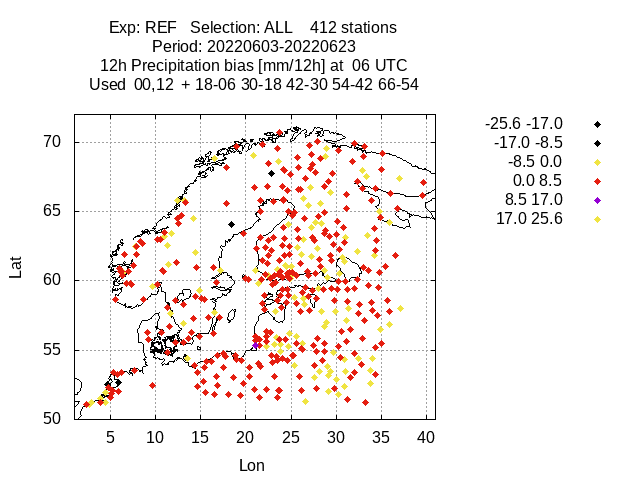 Exp: REF Selection: ALL 412 stations
Period: 20220603-20220623
12h Precipitation bias [mm/12h] at 06 UTC
Used 00,12 + 18-06 30-18 42-30 54-42 66-54
-25.6 -17.0
-17.0 -8.5
-8.5 0.0
0.0 8.5
8.5 17.0
17.0 25.6
70
65
60
55
50
Lat
5 10 15 20 25 30 35 40
Lon